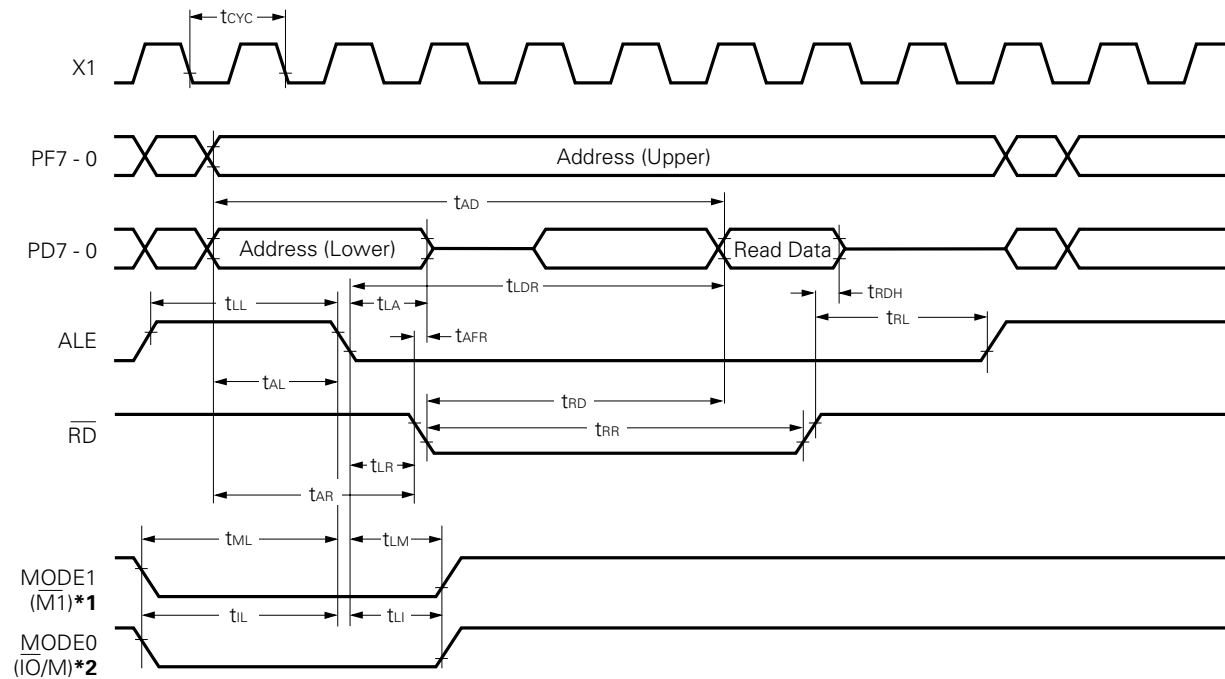 tCYC
X1
PF7 - 0
Address (Upper)
tAD
PD7 - 0
Address (Lower)
Read Data
tLDR
tLL
tLA
tRDH
tRL
ALE
tAFR
tAL
tRD
RD
tRR
tLR
tAR
tML
tLM
MODE1
(M1)*1
tIL
tLI
MODE0
(IO/M)*2